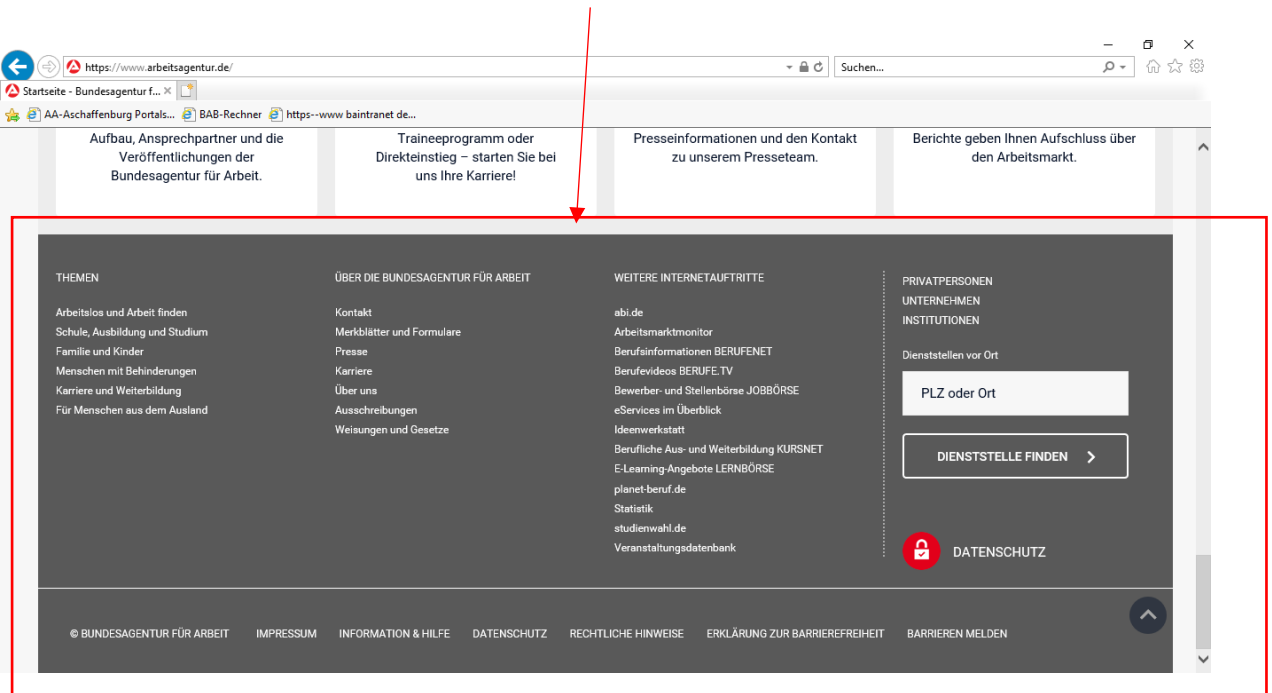 https://www.arbeitsagentur.de/
Suchen...
Startseite - Bundesagentur f...
AA-Aschaffenburg Portals... BAB-Rechner https--www baintranet de...
Aufbau, Ansprechpartner und die
Veröffentlichungen der
Bundesagentur für Arbeit.
Traineeprogramm oder
Direkteinstieg – starten Sie bei
uns Ihre Karriere!
Presseinformationen und den Kontakt
zu unserem Presseteam.
Berichte geben Ihnen Aufschluss über
den Arbeitsmarkt.
THEMEN
Arbeitslos und Arbeit finden
Schule, Ausbildung und Studium
Familie und Kinder
Menschen mit Behinderungen
Karriere und Weiterbildung
Für Menschen aus dem Ausland
ÜBER DIE BUNDESAGENTUR FÜR ARBEIT
Kontakt
Merkblätter und Formulare
Presse
Karriere
Über uns
Ausschreibungen
Weisungen und Gesetze
WEITERE INTERNETAUFTRITTE
abi.de
Arbeitsmarktmonitor
Berufsinformationen BERUFENET
Berufevideos BERUFE.TV
Bewerber- und Stellenbörse JOBBÖRSE
eServices im Überblick
Ideenwerkstatt
Berufliche Aus- und Weiterbildung KURSNET
E-Learning-Angebote LERNBÖRSE
planet-beruf.de
Statistik
studienwahl.de
Veranstaltungsdatenbank
PRIVATPERSONEN
UNTERNEHMEN
INSTITUTIONEN
Dienststellen vor Ort
PLZ oder Ort
DIENSTSTELLE FINDEN
DATENSCHUTZ
© BUNDESAGENTUR FÜR ARBEIT IMPRESSUM INFORMATION & HILFE DATENSCHUTZ RECHTLICHE HINWEISE ERKLÄRUNG ZUR BARRIEREFREIHEIT BARRIEREN MELDEN